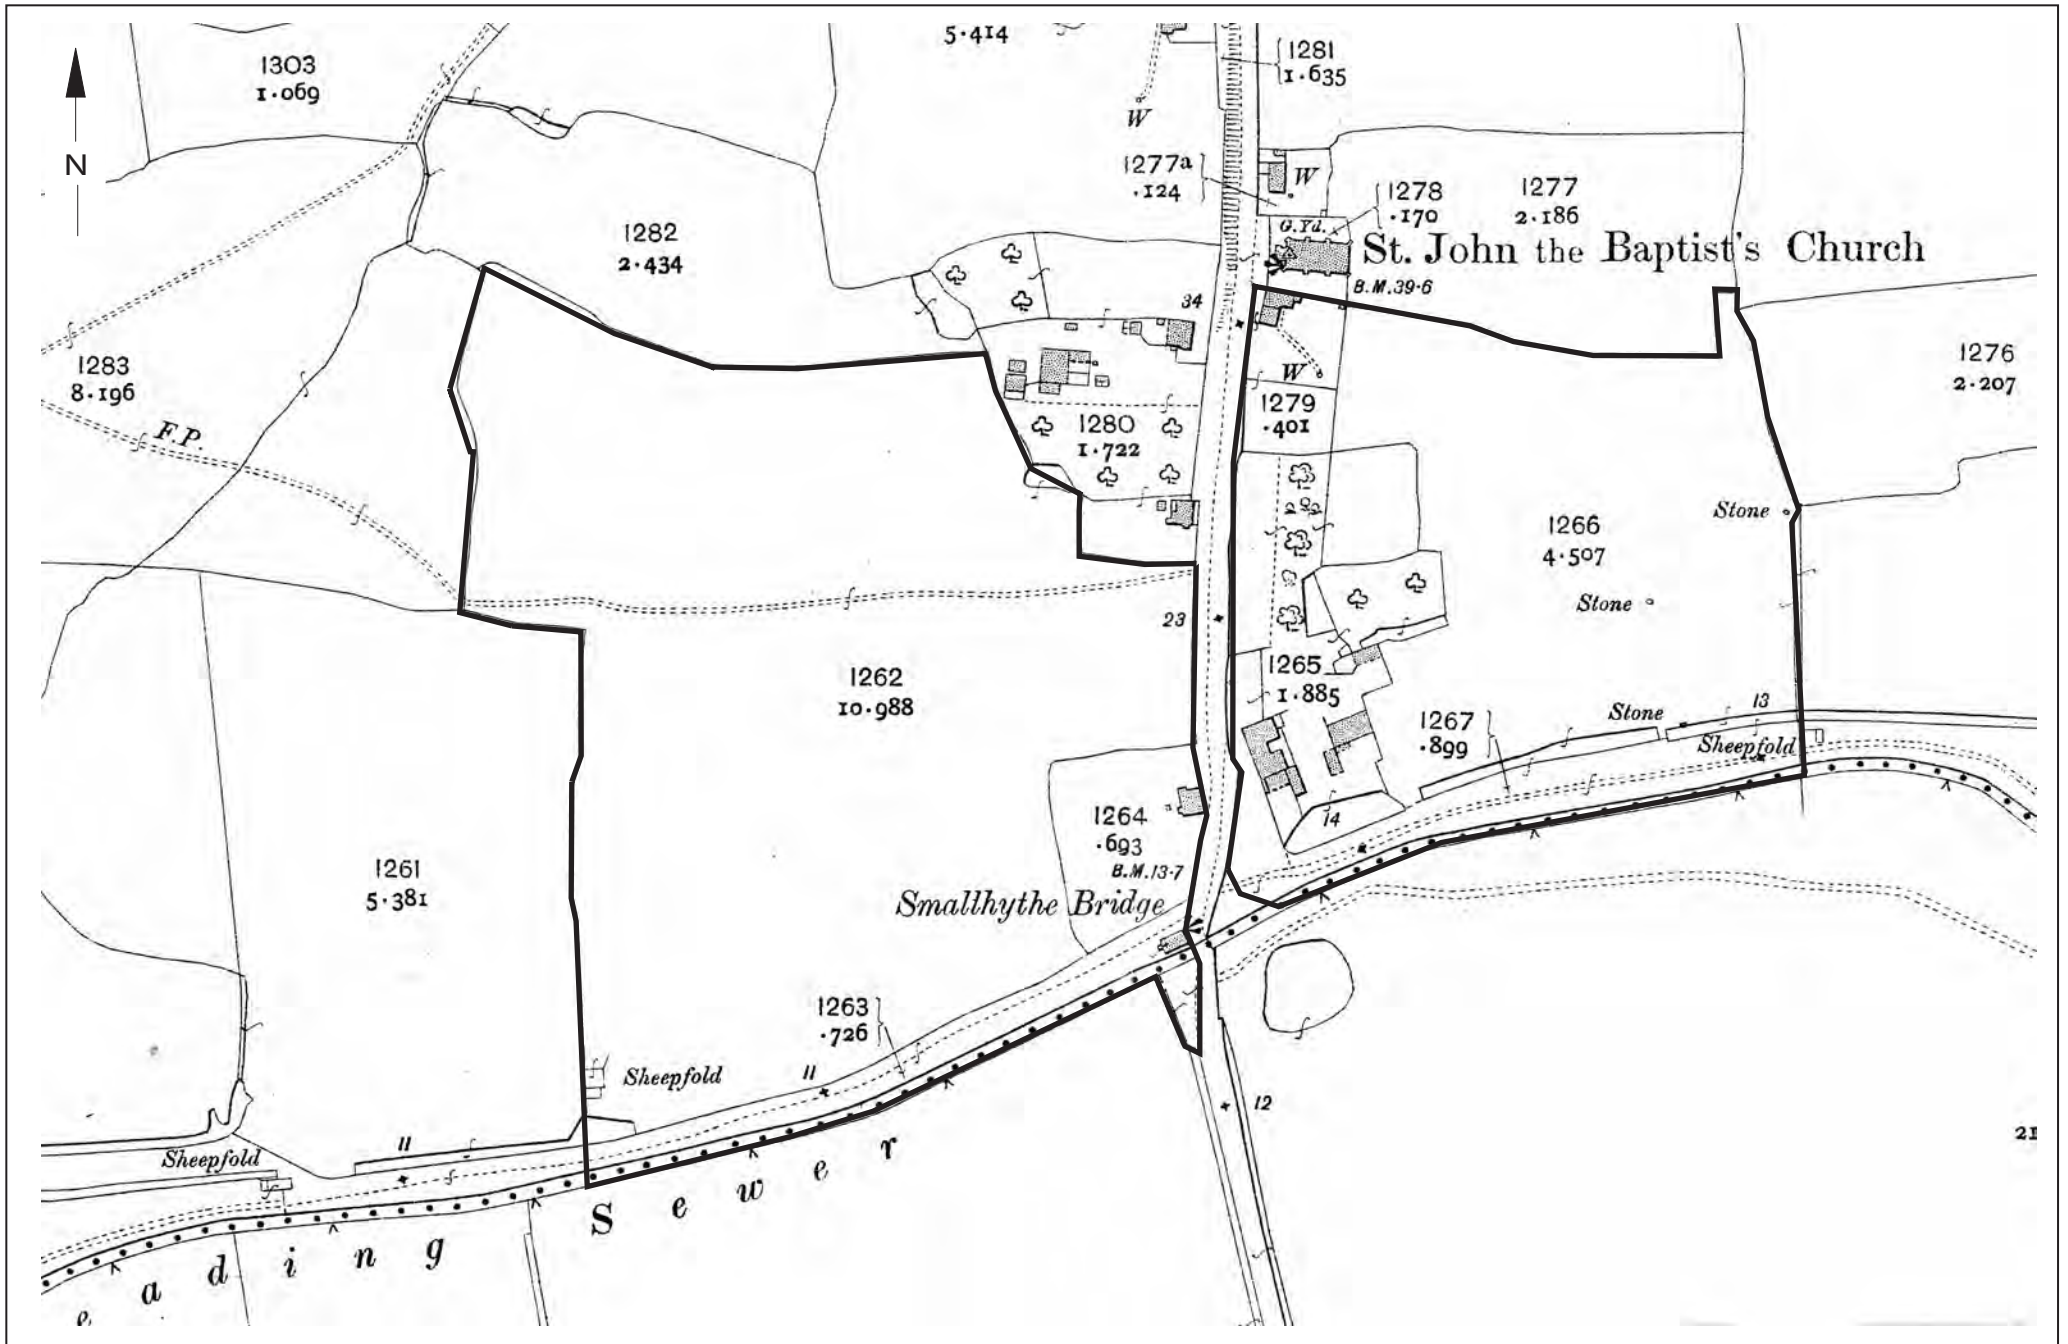 5·414
1303
1·069
1281
1·635
N
W
1277a
·124
W
1278
·170
1277
2·186
1282
2·434
G.Yd.
St. John the Baptist's Church
B.M.39·6
34
1283
8·196
1276
2·207
W
F.P.
1280
1·722
1279
·401
Stone
1266
4·507
Stone
23
1262
10·988
1265
1·885
1267
·899
Stone
13
Sheepfold
1264
·693
14
B.M.13·7
1261
5·381
Smallhythe Bridge
1263
·726
Sheepfold
11
12
11
Sheepfold
21
e a d i n g S e w e r